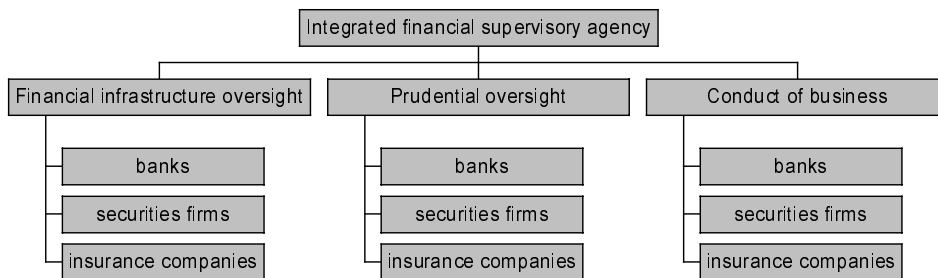 Integrated financial supervisory agency
Financial infrastructure oversight
banks
securities firms
insurance companies
Prudential oversight
banks
securities firms
insurance companies
Conduct of business
banks
securities firms
insurance companies